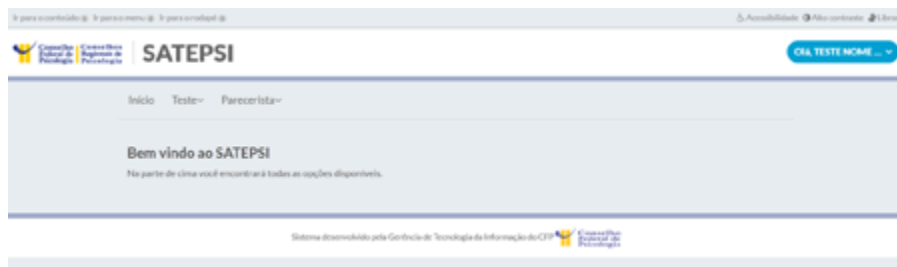 Ir para o conteúdo Ir para o menu Ir para o rodapé Acessibilidade Alto contraste Libras
Conselho Federal de Psicologia Conselhos Regionais de Psicologia SATEPSI OLÁ, TESTE NOME ...
Início Teste Parecerista
Bem vindo ao SATEPSI
Na parte de cima você encontrará todas as opções disponíveis.
Sistema desenvolvido pela Gerência de Tecnologia da Informação do CFP Conselho Federal de Psicologia